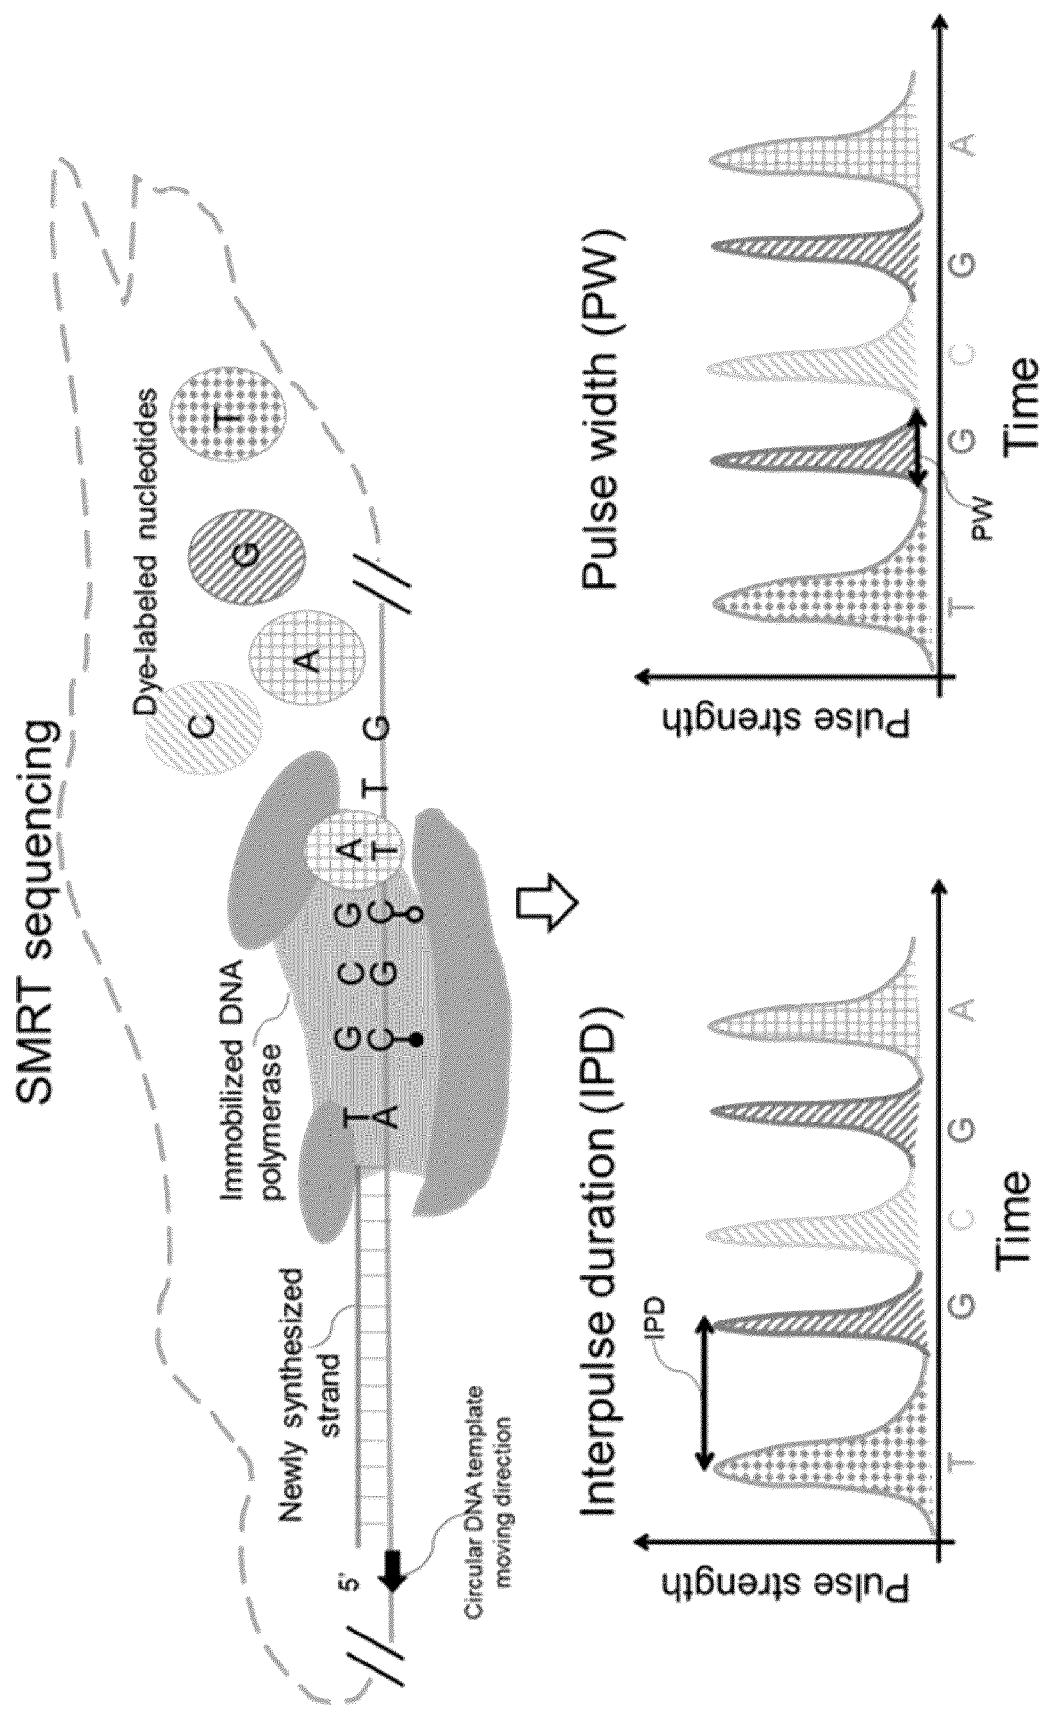 SMRT sequencing
Dye-labeled nucleotides
C
A
G
T
Immobilized DNA
polymerase
Newly synthesized
strand
5'
T G C G A
A C G C T T G
Circular DNA template
moving direction
Interpulse duration (IPD)
Pulse strength
IPD
T G C G A
Time
Pulse width (PW)
Pulse strength
PW
T G C G A
Time